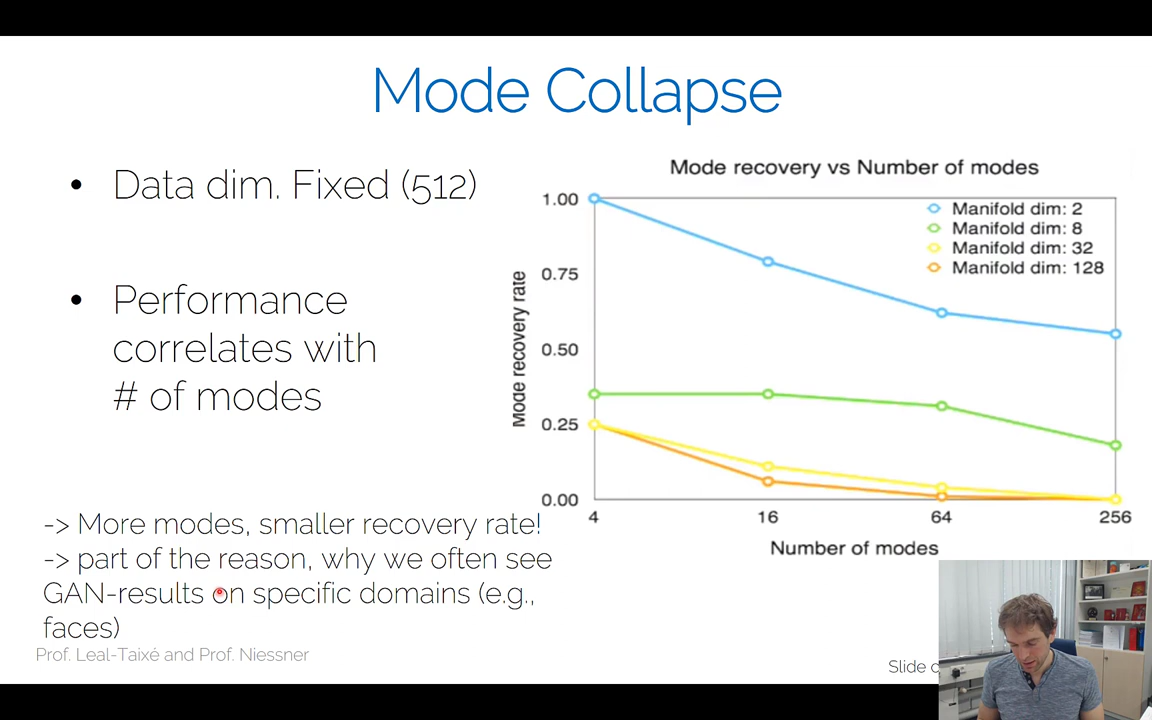 Mode Collapse
• Data dim. Fixed (512)
• Performance
correlates with
# of modes
-> More modes, smaller recovery rate!
-> part of the reason, why we often see
GAN-results on specific domains (e.g.,
faces)
Prof. Leal-Taixé and Prof. Niessner
Mode recovery vs Number of modes
Manifold dim: 2
Manifold dim: 8
Manifold dim: 32
Manifold dim: 128
Mode recovery rate
1.00
0.75
0.50
0.25
0.00
4 16 64 256
Number of modes
Slide